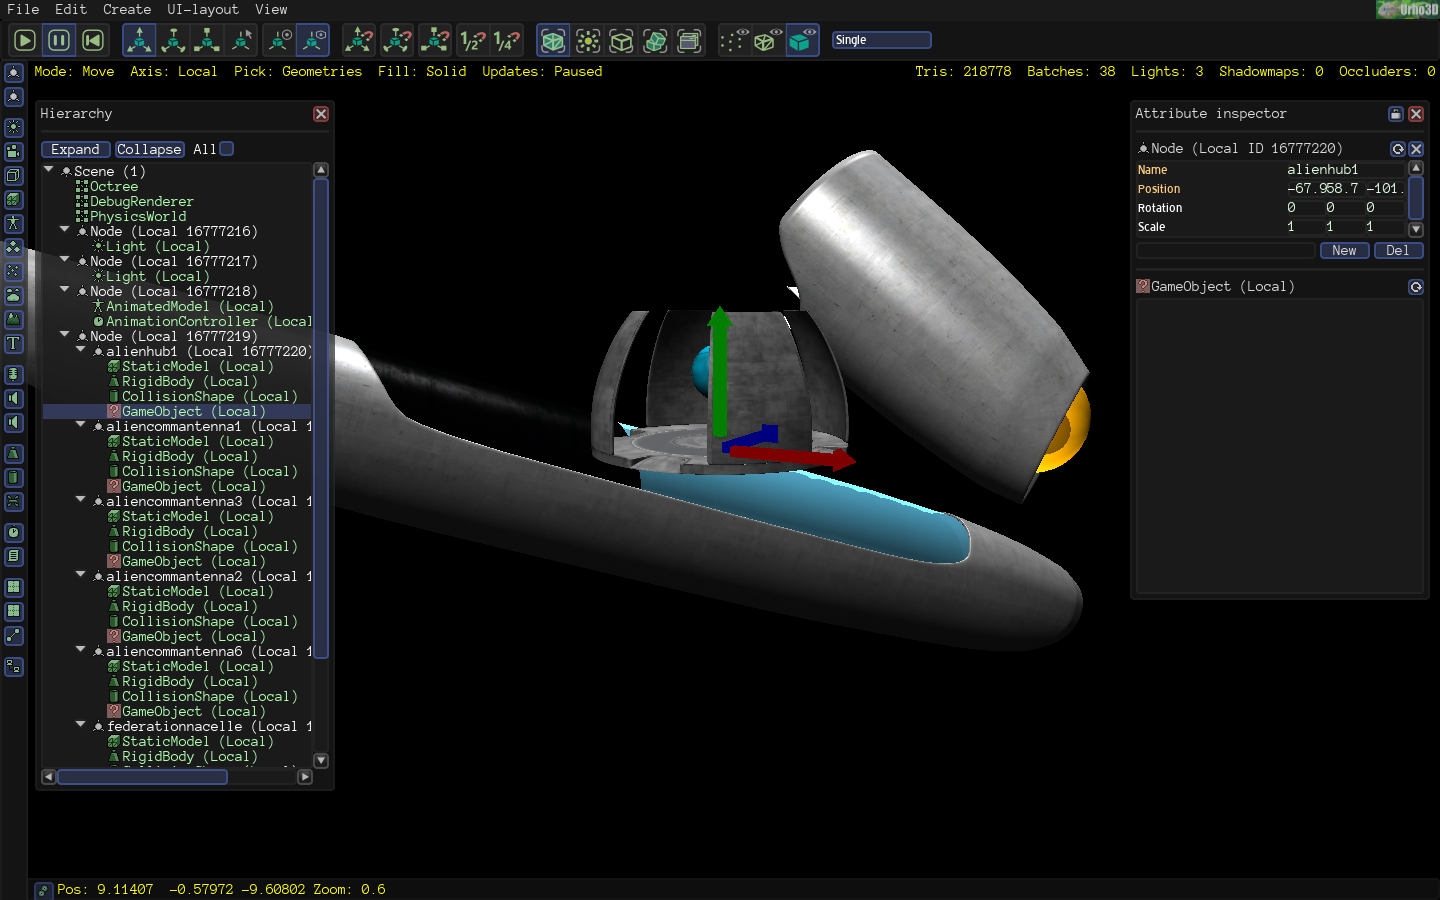 File Edit Create UI-layout View
Urho3D
1/2? 1/4? Single
Mode: Move Axis: Local Pick: Geometries Fill: Solid Updates: Paused
Tris: 218778 Batches: 38 Lights: 3 Shadowmaps: 0 Occluders: 0
Hierarchy
Expand Collapse All
Scene (1)
Octree
DebugRenderer
PhysicsWorld
Node (Local 16777216)
Light (Local)
Node (Local 16777217)
Light (Local)
Node (Local 16777218)
AnimatedModel (Local)
AnimationController (Local
Node (Local 16777219)
alienhub1 (Local 16777220)
StaticModel (Local)
RigidBody (Local)
CollisionShape (Local)
GameObject (Local)
aliencommantenna1 (Local 1
StaticModel (Local)
RigidBody (Local)
CollisionShape (Local)
GameObject (Local)
aliencommantenna3 (Local 1
StaticModel (Local)
RigidBody (Local)
CollisionShape (Local)
GameObject (Local)
aliencommantenna2 (Local 1
StaticModel (Local)
RigidBody (Local)
CollisionShape (Local)
GameObject (Local)
aliencommantenna6 (Local 1
StaticModel (Local)
RigidBody (Local)
CollisionShape (Local)
GameObject (Local)
federationnacelle (Local 1
StaticModel (Local)
RigidBody (Local)
Attribute inspector
Node (Local ID 16777220)
Name alienhub1
Position -67.958.7 -101.
Rotation 0 0 0
Scale 1 1 1
New Del
GameObject (Local)
Pos: 9.11407 -0.57972 -9.60802 Zoom: 0.6